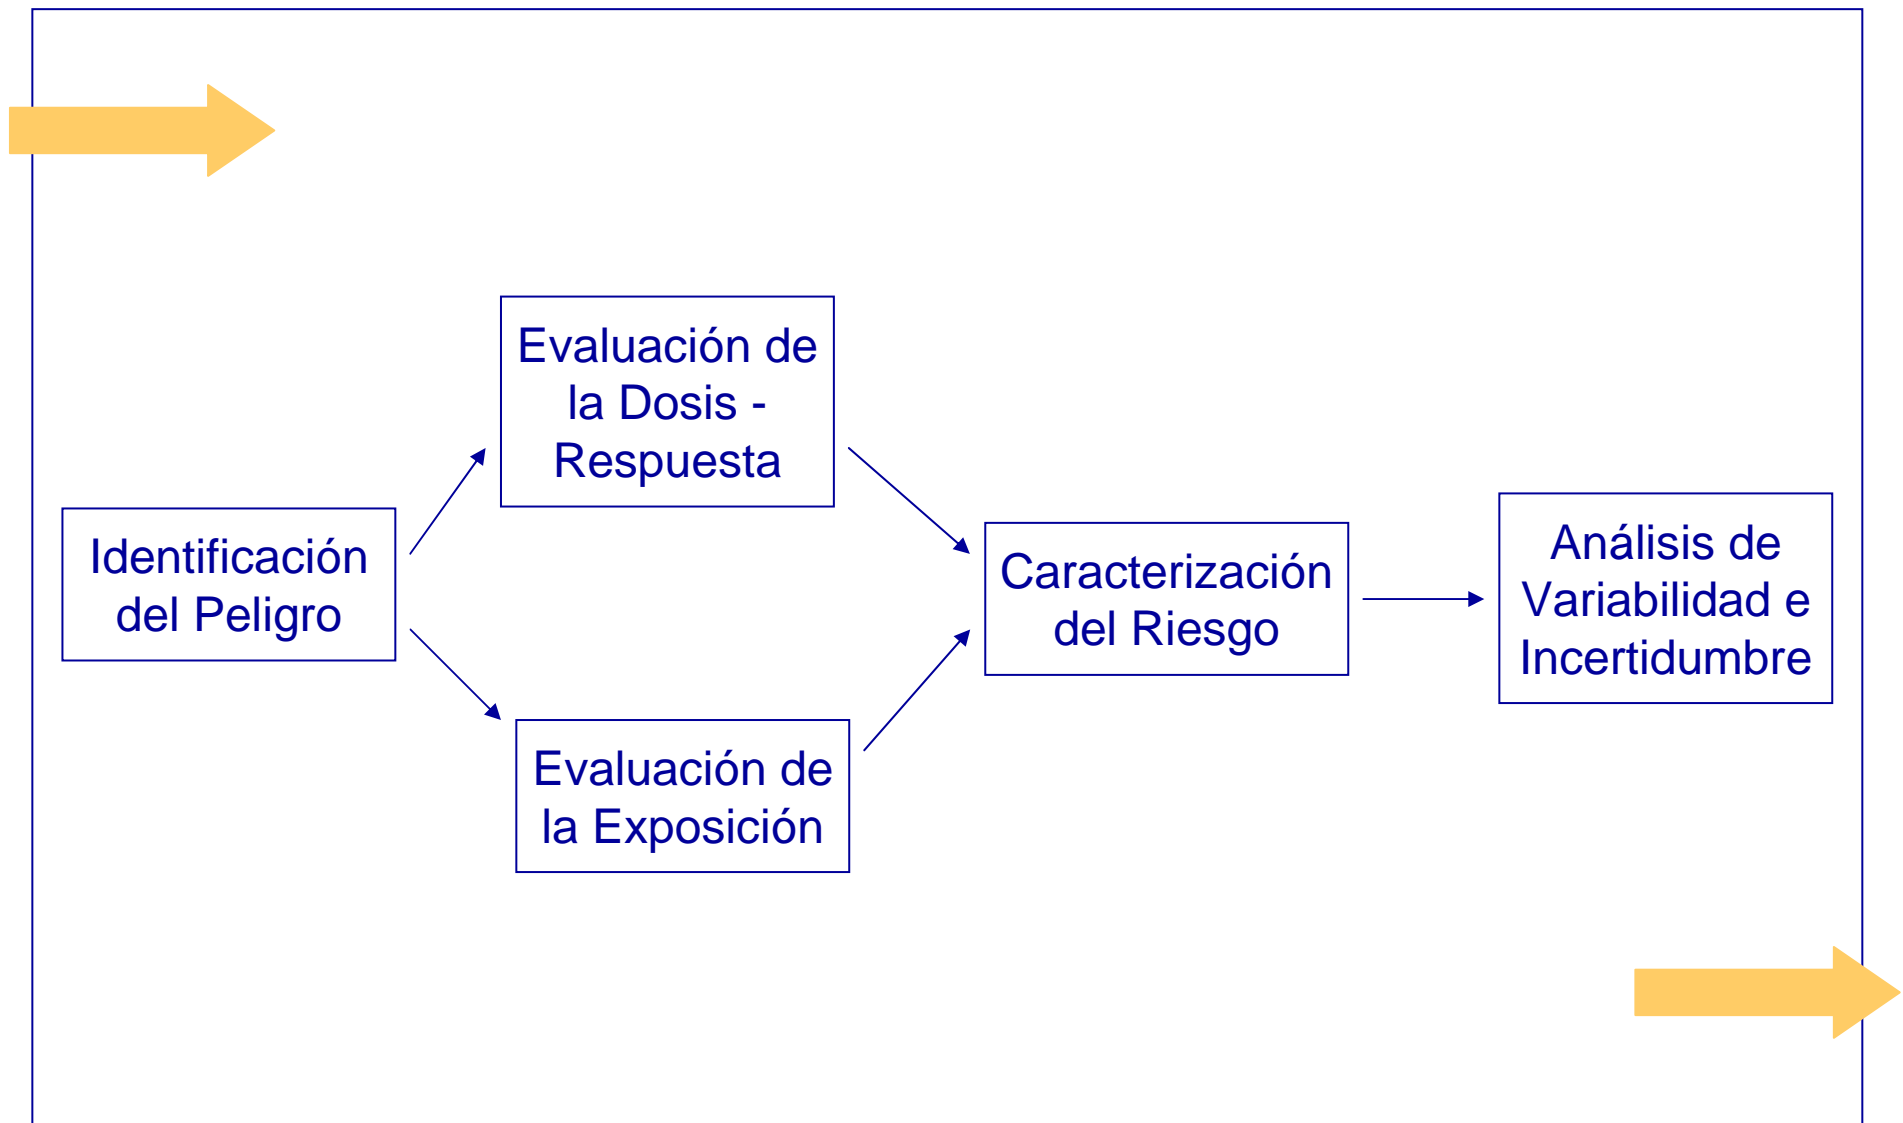 Identificación
del Peligro
Evaluación de
la Dosis -
Respuesta
Evaluación de
la Exposición
Caracterización
del Riesgo
Análisis de
Variabilidad e
Incertidumbre